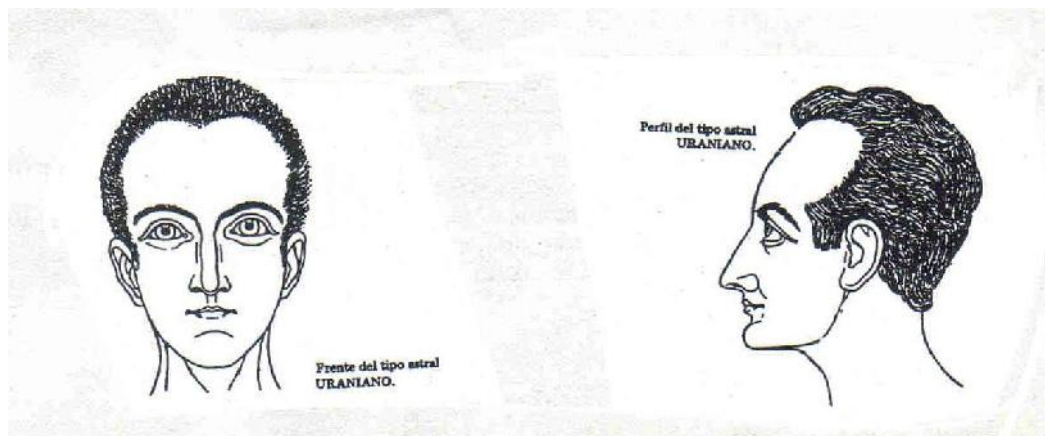 Frente del tipo astral
URANIANO.
Perfil del tipo astral
URANIANO.